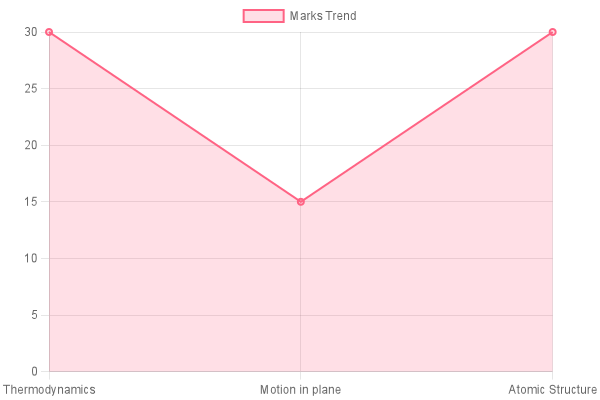 Marks Trend
30
25
20
15
10
5
0
Thermodynamics
Motion in plane
Atomic Structure